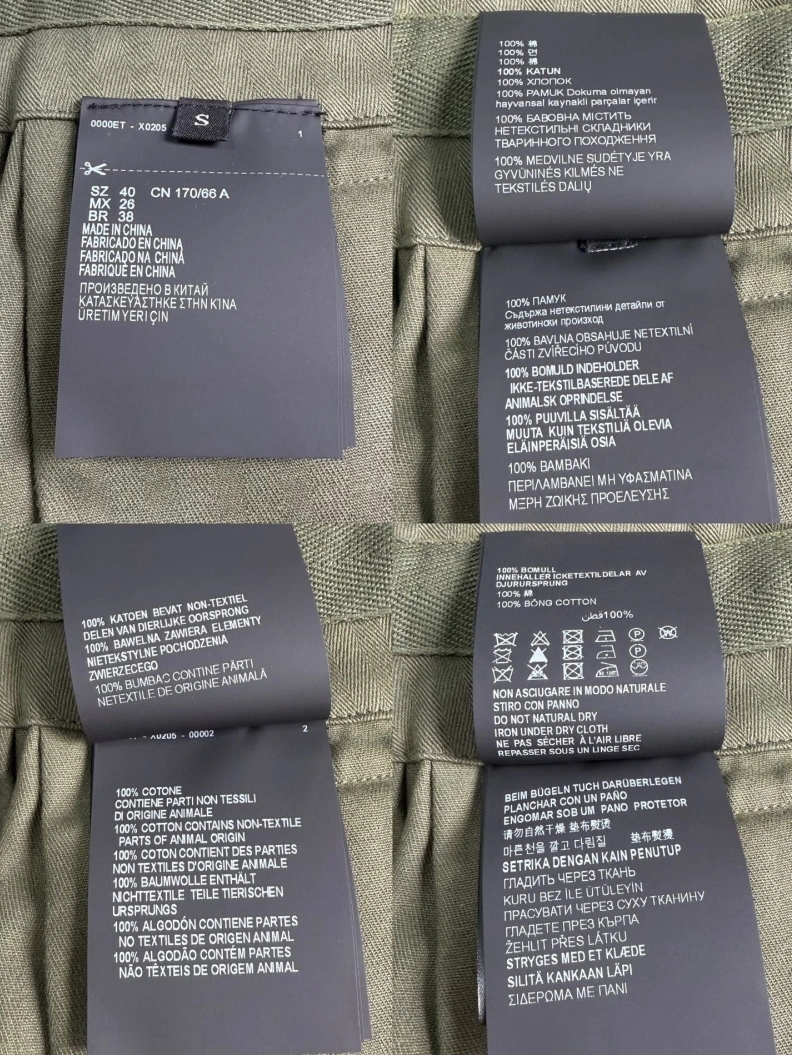 S
0000ET - X0205
1
SZ 40 CN 170/66 A
MX 26
BR 38
MADE IN CHINA
FABRICADO EN CHINA
FABRICADO NA CHINA
FABRIQUÉ EN CHINA
ПРОИЗВЕДЕНО В КИТАЙ
ΚΑΤΑΣΚΕΥΑΣΤΗΚΕ ΣΤΗΝ ΚΊΝΑ
ÜRETIM YERI ÇIN
100% 棉
100% 면
100% 棉
100% KATUN
100% ХЛОПОК
100% PAMUK Dokuma olmayan
hayvansal kaynakli parçalar içerir
100% БАВОВНА МІСТИТЬ
НЕТЕКСТИЛЬНІ СКЛАДНИКИ
ТВАРИННОГО ПОХОДЖЕННЯ
100% MEDVILNE SUDĖTYJE YRA
GYVŪNINĖS KILMĖS NE
TEKSTILĖS DALIŲ
100% ПАМУК
Съдържа нетекстилни детайли от
животински произход
100% BAVLNA OBSAHUJE NETEXTILNÍ
ČÁSTI ZVÍŘECÍHO PŮVODU
100% BOMULD INDEHOLDER
IKKE-TEKSTILBASEREDE DELE AF
ANIMALSK OPRINDELSE
100% PUUVILLA SISÄLTÄÄ
MUUTA KUIN TEKSTILIÄ OLEVIA
ELÄINPERÄISIÄ OSIA
100% BAMBAKI
ΠΕΡΙΛΑΜΒΑΝΕΙ ΜΗ ΥΦΑΣΜΑΤΙΝΑ
ΜΕΡΗ ΖΩΙΚΗΣ ΠΡΟΕΛΕΥΣΗΣ
100% KATOEN BEVAT NON-TEXTIEL
DELEN VAN DIERLIJKE OORSPRONG
100% BAWELNA ZAWIERA ELEMENTY
NIETEKSTYLNE POCHODZENIA
ZWIERZECEGO
100% BUMBAC CONTINE PĂRTI
NETEXTILE DE ORIGINE ANIMALĂ
X0205 - 00002
2
100% COTONE
CONTIENE PARTI NON TESSILI
DI ORIGINE ANIMALE
100% COTTON CONTAINS NON-TEXTILE
PARTS OF ANIMAL ORIGIN
100% COTON CONTIENT DES PARTIES
NON TEXTILES D'ORIGINE ANIMALE
100% BAUMWOLLE ENTHÄLT
NICHTTEXTILE TEILE TIERISCHEN
URSPRUNGS
100% ALGODÓN CONTIENE PARTES
NO TEXTILES DE ORIGEN ANIMAL
100% ALGODÃO CONTÉM PARTES
NÃO TÊXTEIS DE ORIGEM ANIMAL
100% BOMULL
INNEHALLER ICKETEXTILDELAR AV
DJURURSPRUNG
100% 綿
100% BÔNG COTTON
100% قطن
NON ASCIUGARE IN MODO NATURALE
STIRO CON PANNO
DO NOT NATURAL DRY
IRON UNDER DRY CLOTH
NE PAS SÉCHER À L'AIR LIBRE
REPASSER SOUS UN LINGE SEC
BEIM BÜGELN TUCH DARÜBERLEGEN
PLANCHAR CON UN PAÑO
ENGOMAR SOB UM PANO PROTETOR
请勿自然干燥 垫布熨烫
마른천을 깔고 다림질 垫布熨燙
SETRIKA DENGAN KAIN PENUTUP
ГЛАДИТЬ ЧЕРЕЗ ТКАНЬ
KURU BEZ İLE ÜTÜLEYİN
ПРАСУВАТИ ЧЕРЕЗ СУХУ ТКАНИНУ
ГЛАДЕТЕ ПРЕЗ КЪРПА
ŽEHLIT PŘES LÁTKU
STRYGES MED ET KLÆDE
SILITÄ KANKAAN LÄPI
ΣΙΔΕΡΩΜΑ ΜΕ ΠΑΝΙ